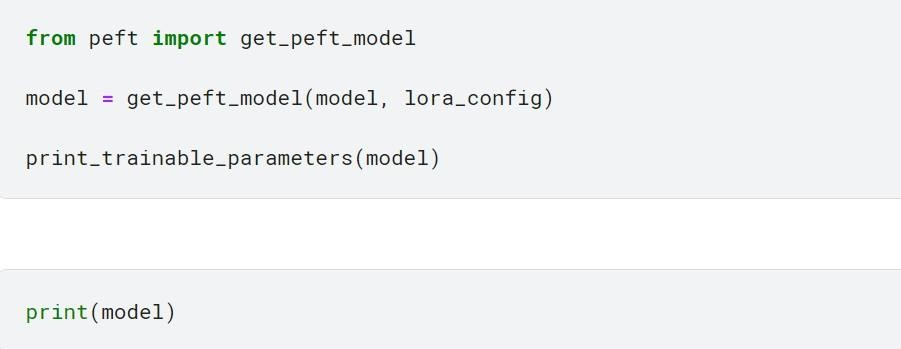 from peft import get_peft_model
model = get_peft_model(model, lora_config)
print_trainable_parameters(model)
print(model)